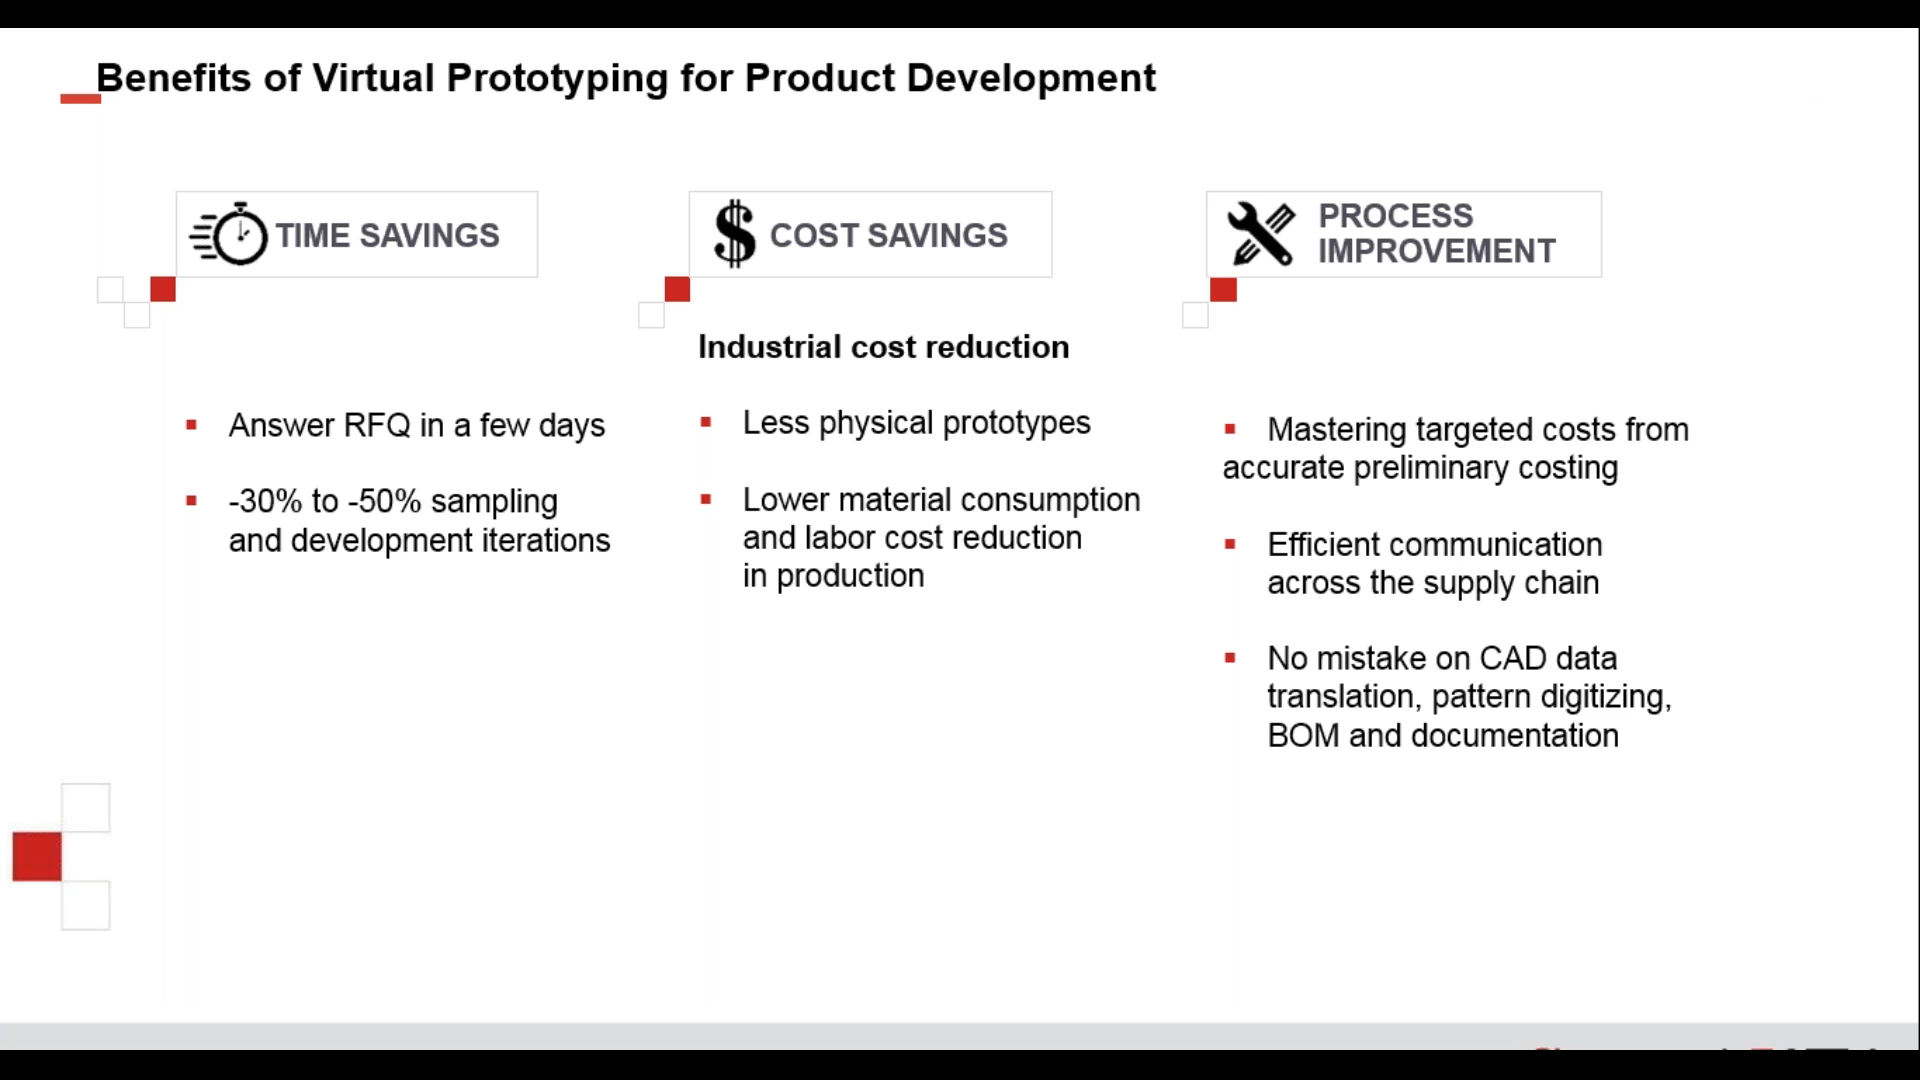 Benefits of Virtual Prototyping for Product Development
TIME SAVINGS
Answer RFQ in a few days
-30% to -50% sampling
and development iterations
COST SAVINGS
Industrial cost reduction
Less physical prototypes
Lower material consumption
and labor cost reduction
in production
PROCESS
IMPROVEMENT
Mastering targeted costs from
accurate preliminary costing
Efficient communication
across the supply chain
No mistake on CAD data
translation, pattern digitizing,
BOM and documentation